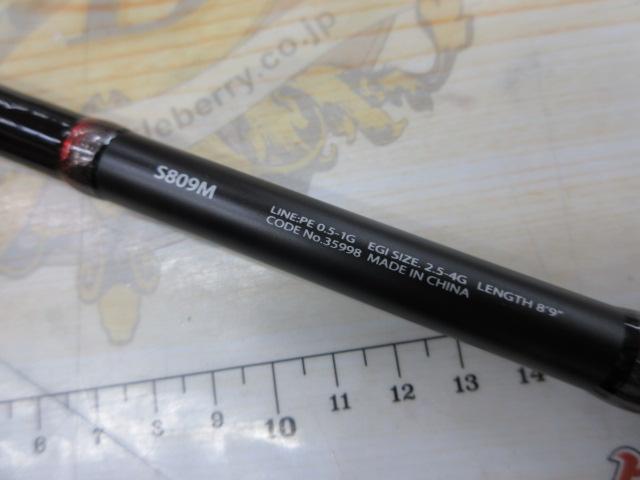 leberry.co.jp
S809M
LINE:PE 0.5-1G EGI SIZE: 2.5-4G LENGTH 8'9"
CODE No.35998 MADE IN CHINA
6 7 8 9 10 11 12 13 14